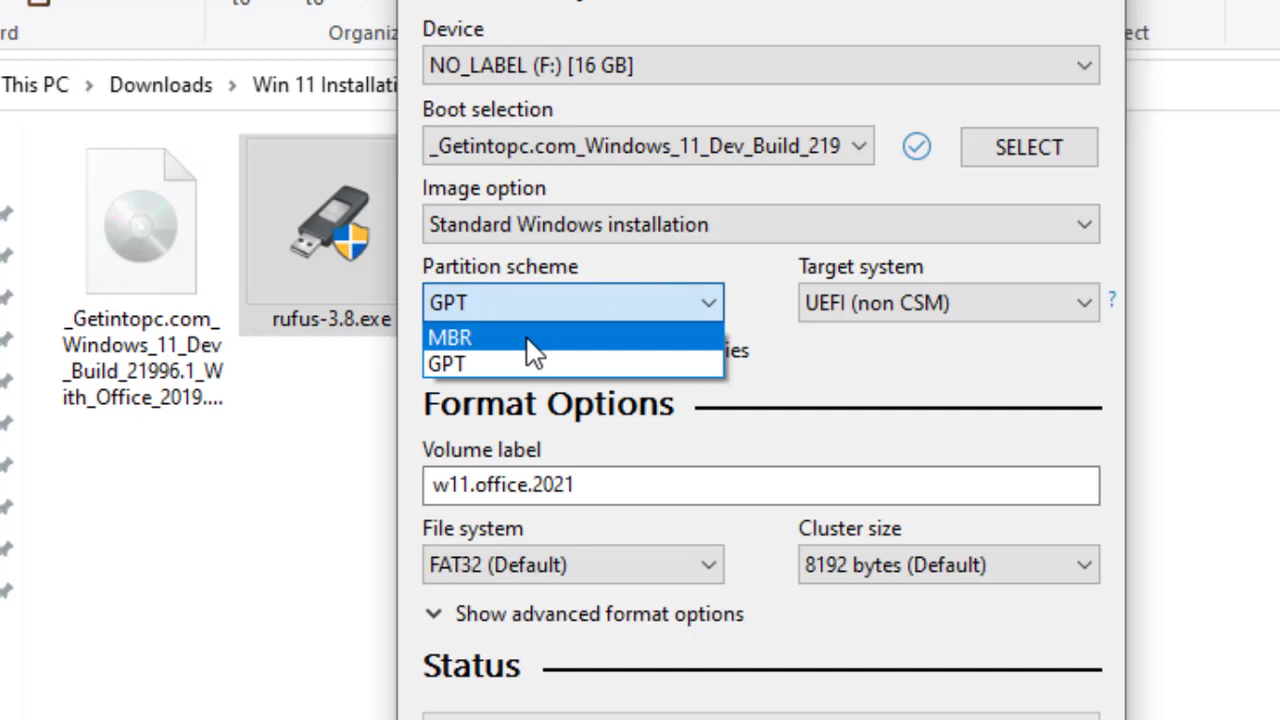 rd
Organiz
ect
This PC > Downloads > Win 11 Installati
_Getintopc.com_
Windows_11_Dev
_Build_21996.1_W
ith_Office_2019....
rufus-3.8.exe
Device
NO_LABEL (F:) [16 GB]
Boot selection
_Getintopc.com_Windows_11_Dev_Build_219
SELECT
Image option
Standard Windows installation
Partition scheme
Target system
GPT
UEFI (non CSM)
?
MBR
GPT
ies
Format Options
Volume label
w11.office.2021
File system
Cluster size
FAT32 (Default)
8192 bytes (Default)
Show advanced format options
Status